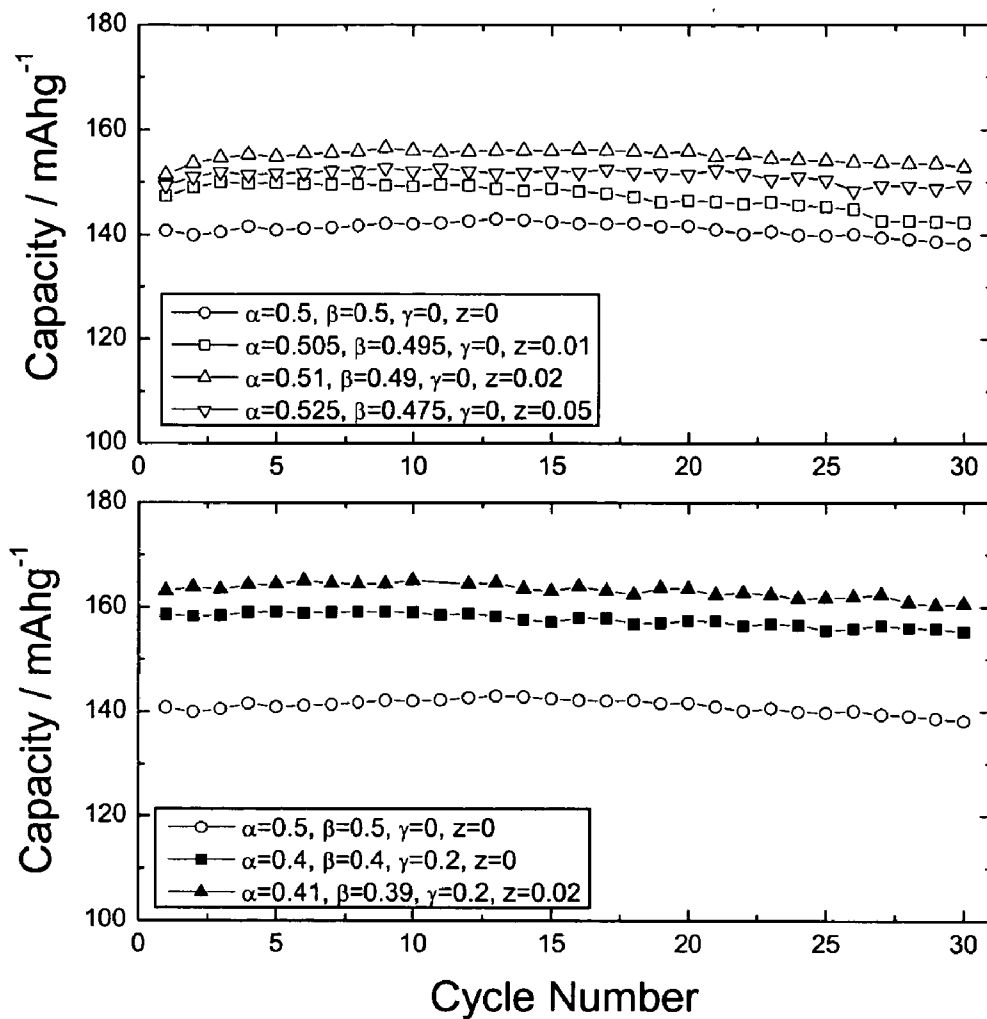 180
160
140
120
100
Capacity / mAhg⁻¹
α=0.5, β=0.5, γ=0, z=0
α=0.505, β=0.495, γ=0, z=0.01
α=0.51, β=0.49, γ=0, z=0.02
α=0.525, β=0.475, γ=0, z=0.05
0 5 10 15 20 25 30
180
160
140
120
100
Capacity / mAhg⁻¹
α=0.5, β=0.5, γ=0, z=0
α=0.4, β=0.4, γ=0.2, z=0
α=0.41, β=0.39, γ=0.2, z=0.02
0 5 10 15 20 25 30
Cycle Number